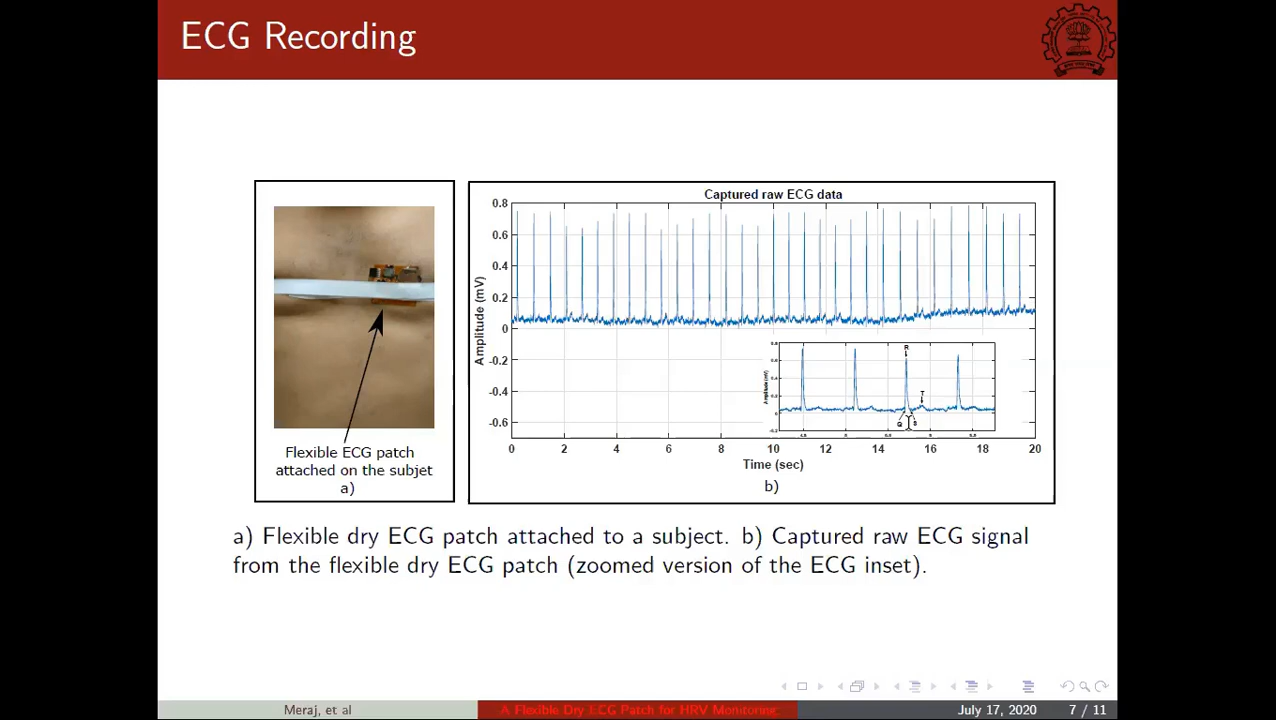 ECG Recording
Captured raw ECG data
0.8
0.6
0.4
0.2
0
-0.2
-0.4
-0.6
Amplitude (mV)
0 2 4 6 8 10 12 14 16 18 20
Time (sec)
R
T
Q
S
Amplitude (mV)
Flexible ECG patch
attached on the subjet
a)
b)
a) Flexible dry ECG patch attached to a subject. b) Captured raw ECG signal
from the flexible dry ECG patch (zoomed version of the ECG inset).
Meraj, et al
A Flexible Dry ECG Patch for HRV Monitoring
July 17, 2020
7 / 11